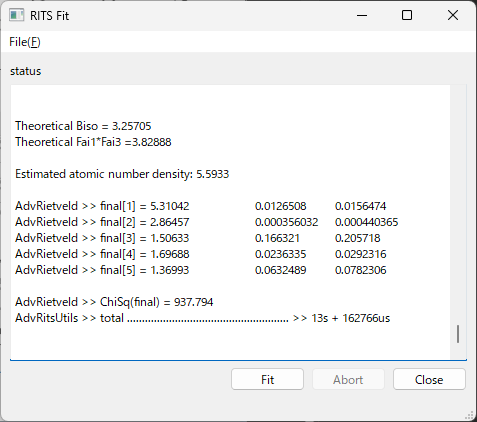 RITS Fit
File(F)
status
Theoretical Biso = 3.25705
Theoretical Fai1*Fai3 =3.82888
Estimated atomic number density: 5.5933
AdvRietveld >> final[1] = 5.31042 0.0126508 0.0156474
AdvRietveld >> final[2] = 2.86457 0.000356032 0.000440365
AdvRietveld >> final[3] = 1.50633 0.166321 0.205718
AdvRietveld >> final[4] = 1.69688 0.0236335 0.0292316
AdvRietveld >> final[5] = 1.36993 0.0632489 0.0782306
AdvRietveld >> ChiSq(final) = 937.794
AdvRitsUtils >> total ...................................................... >> 13s + 162766us
Fit Abort Close